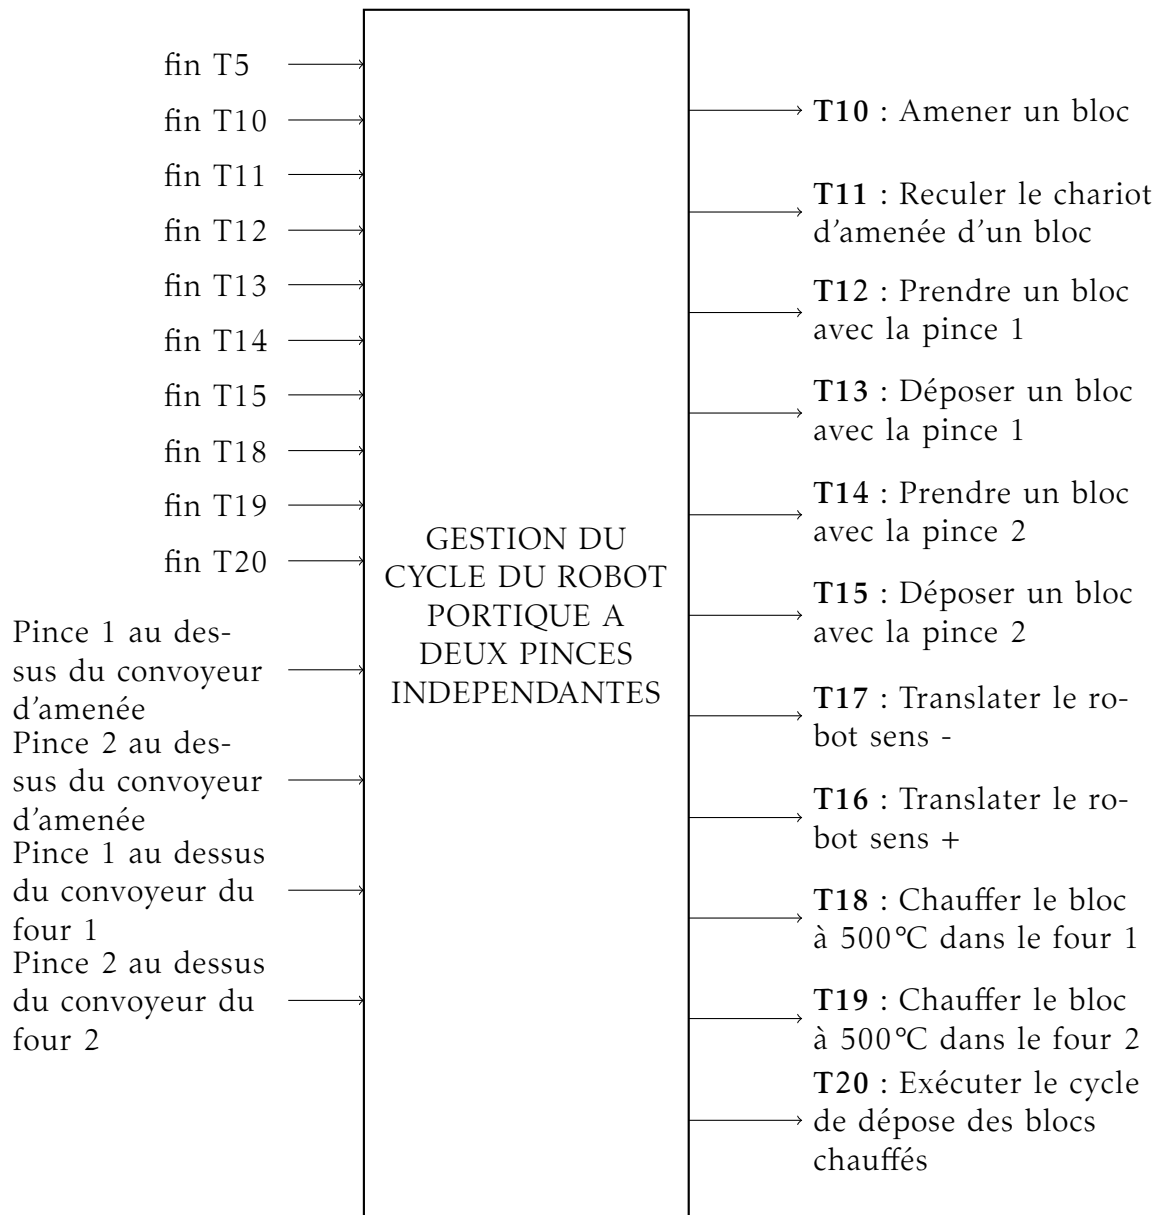 fin T5
fin T10
fin T11
fin T12
fin T13
fin T14
fin T15
fin T18
fin T19
fin T20
Pince 1 au des-
sus du convoyeur
d'amenée
Pince 2 au des-
sus du convoyeur
d'amenée
Pince 1 au dessus
du convoyeur du
four 1
Pince 2 au dessus
du convoyeur du
four 2
GESTION DU
CYCLE DU ROBOT
PORTIQUE A
DEUX PINCES
INDEPENDANTES
T10 : Amener un bloc
T11 : Reculer le chariot
d'amenée d'un bloc
T12 : Prendre un bloc
avec la pince 1
T13 : Déposer un bloc
avec la pince 1
T14 : Prendre un bloc
avec la pince 2
T15 : Déposer un bloc
avec la pince 2
T17 : Translater le ro-
bot sens -
T16 : Translater le ro-
bot sens +
T18 : Chauffer le bloc
à 500°C dans le four 1
T19 : Chauffer le bloc
à 500°C dans le four 2
T20 : Exécuter le cycle
de dépose des blocs
chauffés